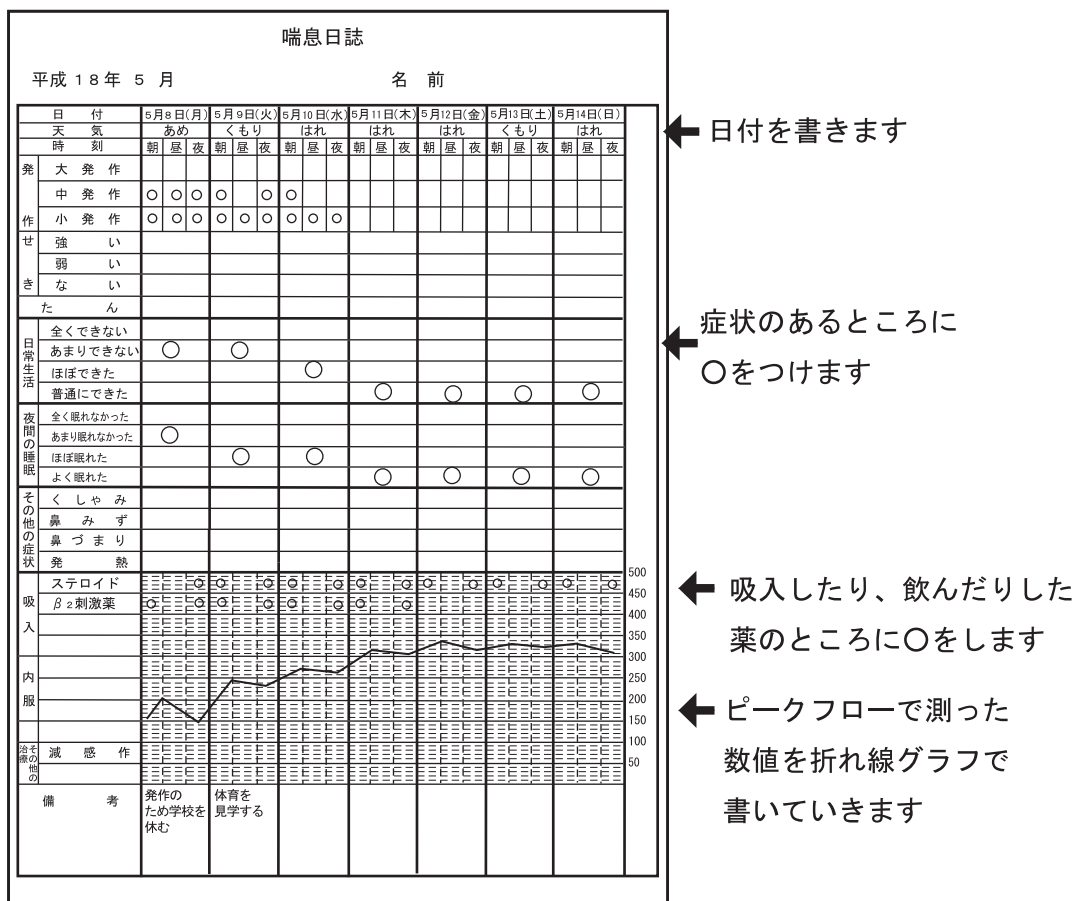 喘息日誌
平成18年 5 月 名 前
日 付 5月8日(月) 5月9日(火) 5月10日(水) 5月11日(木) 5月12日(金) 5月13日(土) 5月14日(日)
天 気 あめ くもり はれ はれ はれ くもり はれ
時 刻 朝 昼 夜 朝 昼 夜 朝 昼 夜 朝 昼 夜 朝 昼 夜 朝 昼 夜 朝 昼 夜
発作 大 発 作
中 発 作 ○ ○ ○ ○ ○ ○
小 発 作 ○ ○ ○ ○ ○ ○ ○ ○ ○
せき 強 い
弱 い
な い
た ん
日常生活 全くできない
あまりできない ○ ○
ほぼできた ○
普通にできた ○ ○ ○ ○
夜間の睡眠 全く眠れなかった
あまり眠れなかった ○
ほぼ眠れた ○ ○
よく眠れた ○ ○ ○ ○
その他の症状 く し ゃ み
鼻 み ず
鼻 づ ま り
発 熱
吸入 ステロイド ○ ○ ○ ○ ○ ○ ○ ○ ○ ○ ○ ○ ○
β2刺激薬 ○ ○ ○ ○ ○ ○ ○ ○
内服
その他の治療 減 感 作
500
450
400
350
300
250
200
150
100
50
備 考 発作のため学校を休む 体育を見学する
日付を書きます
症状のあるところに
○をつけます
吸入したり、飲んだりした
薬のところに○をします
ピークフローで測った
数値を折れ線グラフで
書いていきます